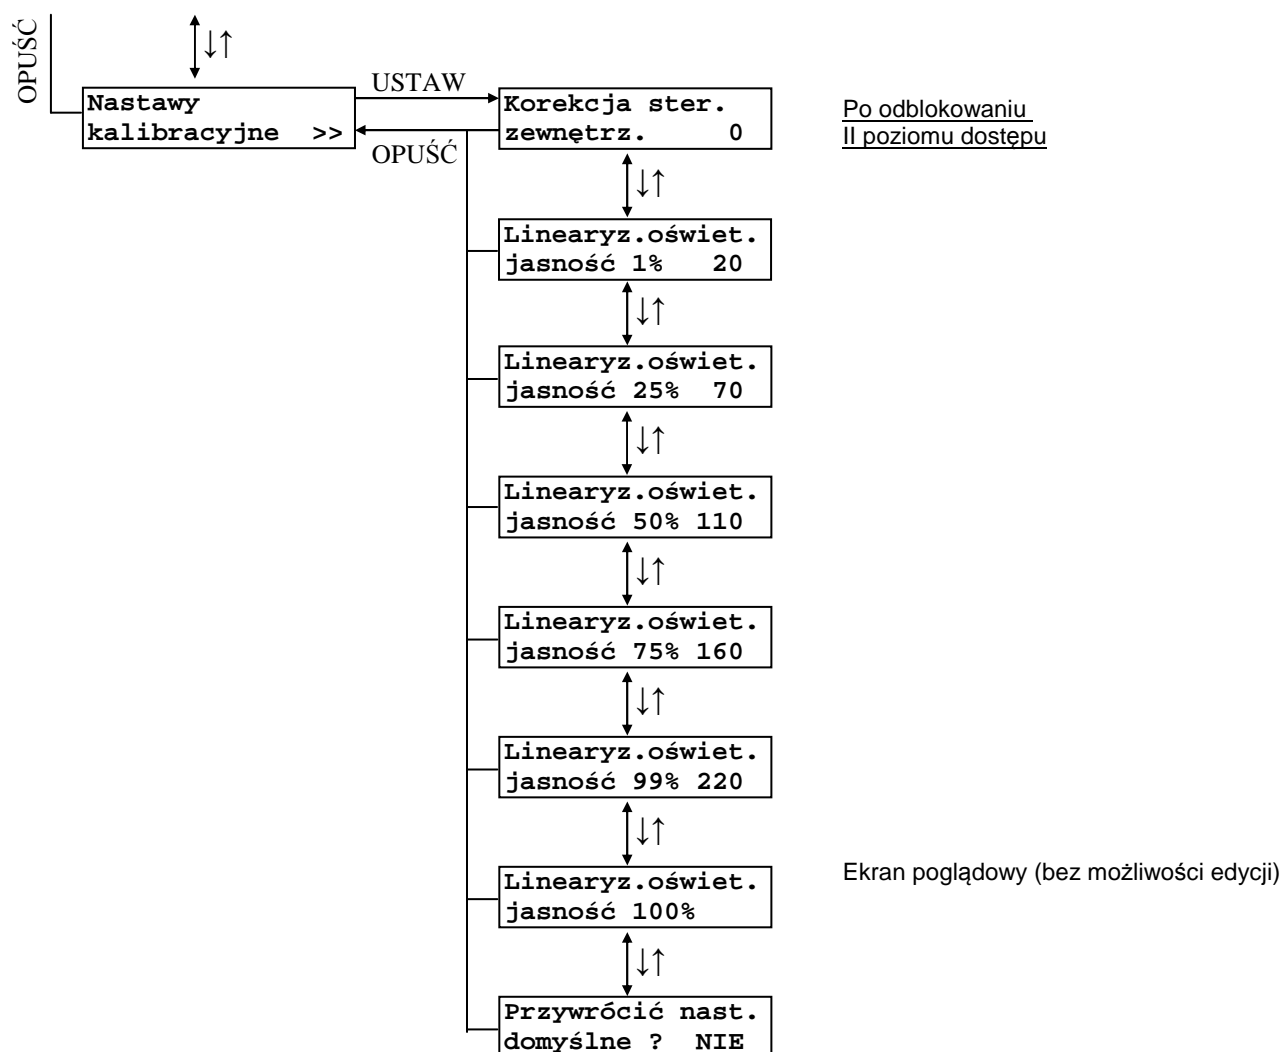 OPUŚĆ
↓↑
Nastawy
kalibracyjne >>
USTAW
OPUŚĆ
Korekcja ster.
zewnętrz. 0
Po odblokowaniu
II poziomu dostępu
↓↑
Linearyz.oświet.
jasność 1% 20
↓↑
Linearyz.oświet.
jasność 25% 70
↓↑
Linearyz.oświet.
jasność 50% 110
↓↑
Linearyz.oświet.
jasność 75% 160
↓↑
Linearyz.oświet.
jasność 99% 220
↓↑
Linearyz.oświet.
jasność 100%
Ekran poglądowy (bez możliwości edycji)
↓↑
Przywrócić nast.
domyślne ? NIE